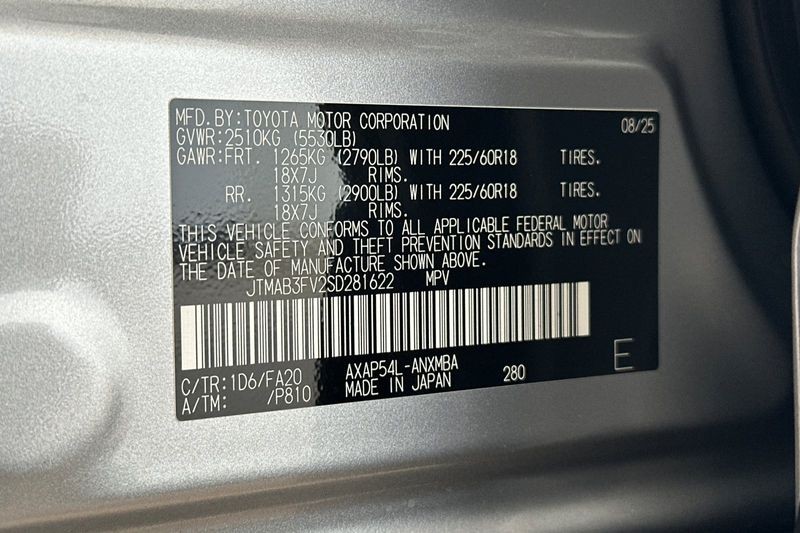 MFD.BY:TOYOTA MOTOR CORPORATION 08/25
GVWR:2510KG (5530LB)
GAWR:FRT. 1265KG (2790LB) WITH 225/60R18 TIRES.
18X7J RIMS.
RR. 1315KG (2900LB) WITH 225/60R18 TIRES.
18X7J RIMS.
THIS VEHICLE CONFORMS TO ALL APPLICABLE FEDERAL MOTOR
VEHICLE SAFETY AND THEFT PREVENTION STANDARDS IN EFFECT ON
THE DATE OF MANUFACTURE SHOWN ABOVE.
JTMAB3FV2SD281622 MPV
C/TR:1D6/FA20 AXAP54L-ANXMBA 280 E
A/TM: /P810 MADE IN JAPAN